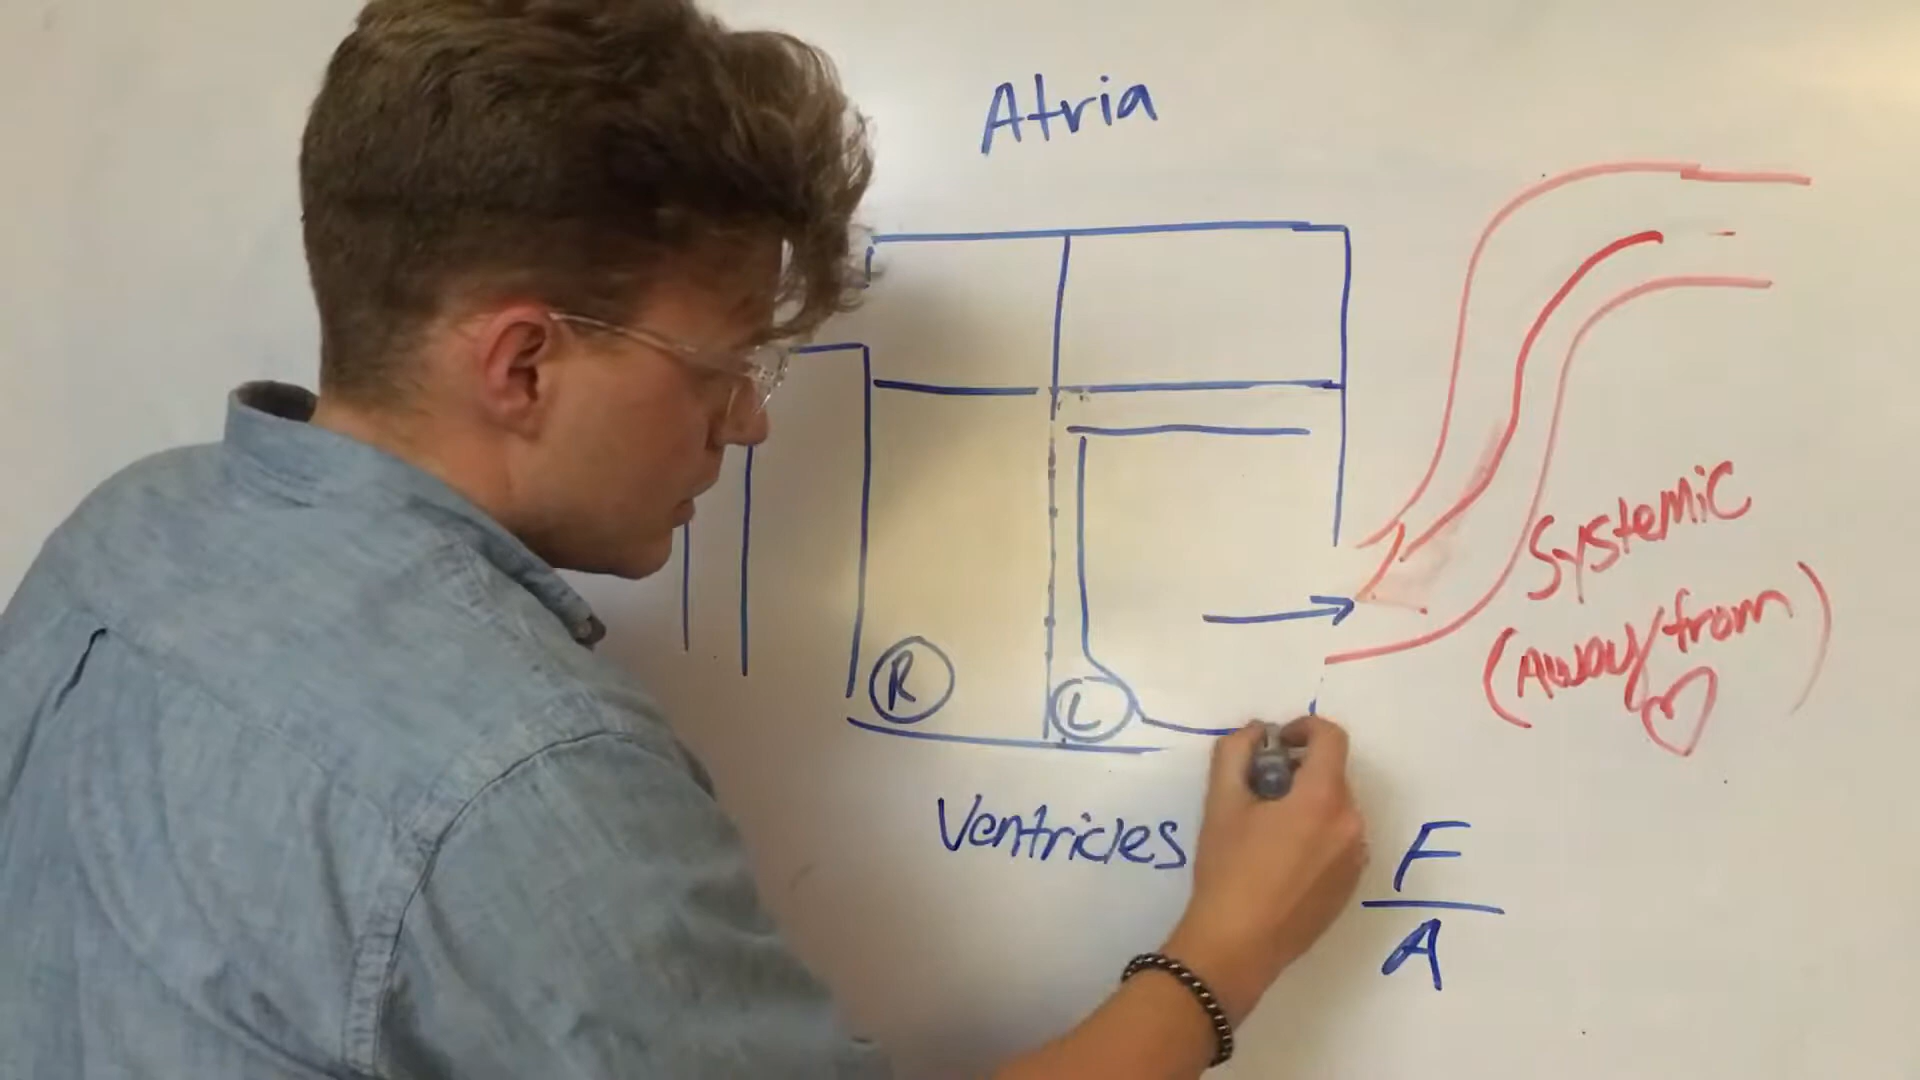 Atria
Systemic
(Away/from
♡)
R
L
Ventricles
F
A